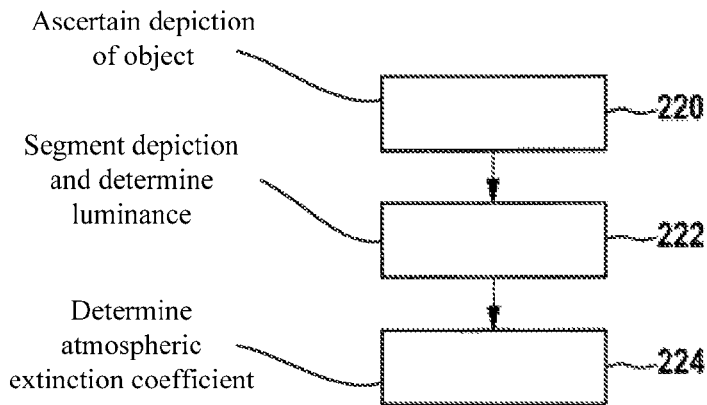 Ascertain depiction
of object
220
Segment depiction
and determine
luminance
222
Determine
atmospheric
extinction coefficient
224